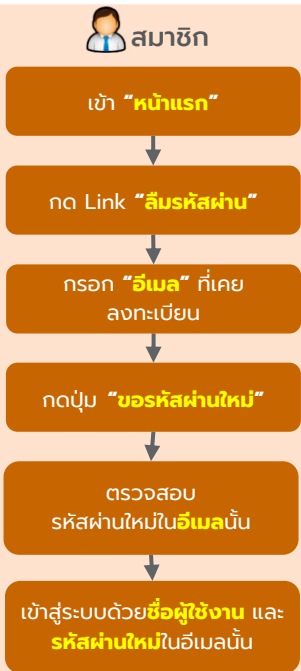 สมาชิก
เข้า “หน้าแรก”
กด Link “ลืมรหัสผ่าน”
กรอก “อีเมล” ที่เคย
ลงทะเบียน
กดปุ่ม “ขอรหัสผ่านใหม่”
ตรวจสอบ
รหัสผ่านใหม่ในอีเมลนั้น
เข้าสู่ระบบด้วยชื่อผู้ใช้งาน และ
รหัสผ่านใหม่ในอีเมลนั้น